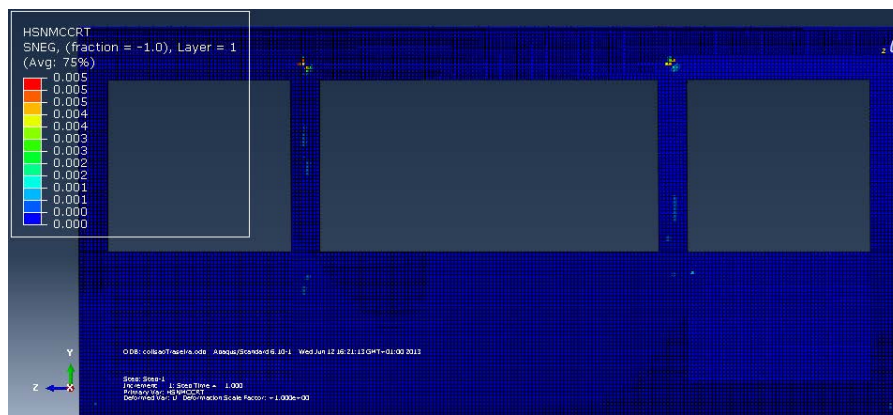 HSNMCCRT
SNEG, (fraction = -1.0), Layer = 1
(Avg: 75%)
0.005
0.005
0.004
0.004
0.003
0.003
0.002
0.002
0.001
0.001
0.000
0.000
z
Y
Z
X
ODB: colisaoTraseira.odb Abaqus/Standard 6.10-1 Wed Jun 12 16:21:13 GMT+01:00 2013
Step: Step-1
Increment 1: Step Time = 1.000
Primary Var: HSNMCCRT
Deformed Var: U Deformation Scale Factor: +1.000e+00